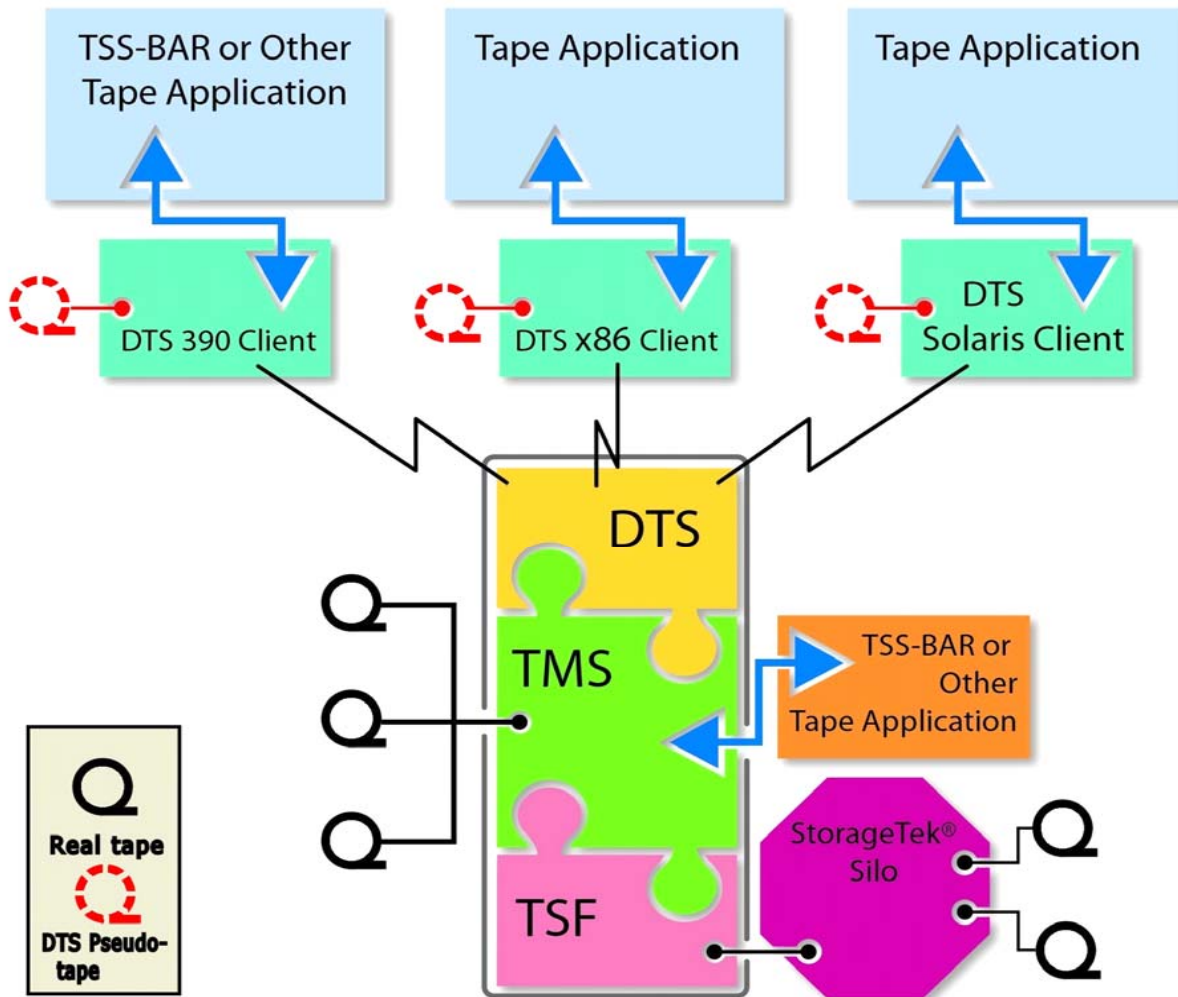 TSS-BAR or Other
Tape Application
Tape Application
Tape Application
DTS 390 Client
DTS x86 Client
DTS
Solaris Client
DTS
TMS
TSS-BAR or
Other
Tape Application
StorageTek®
Silo
TSF
Real tape
DTS Pseudo-
tape